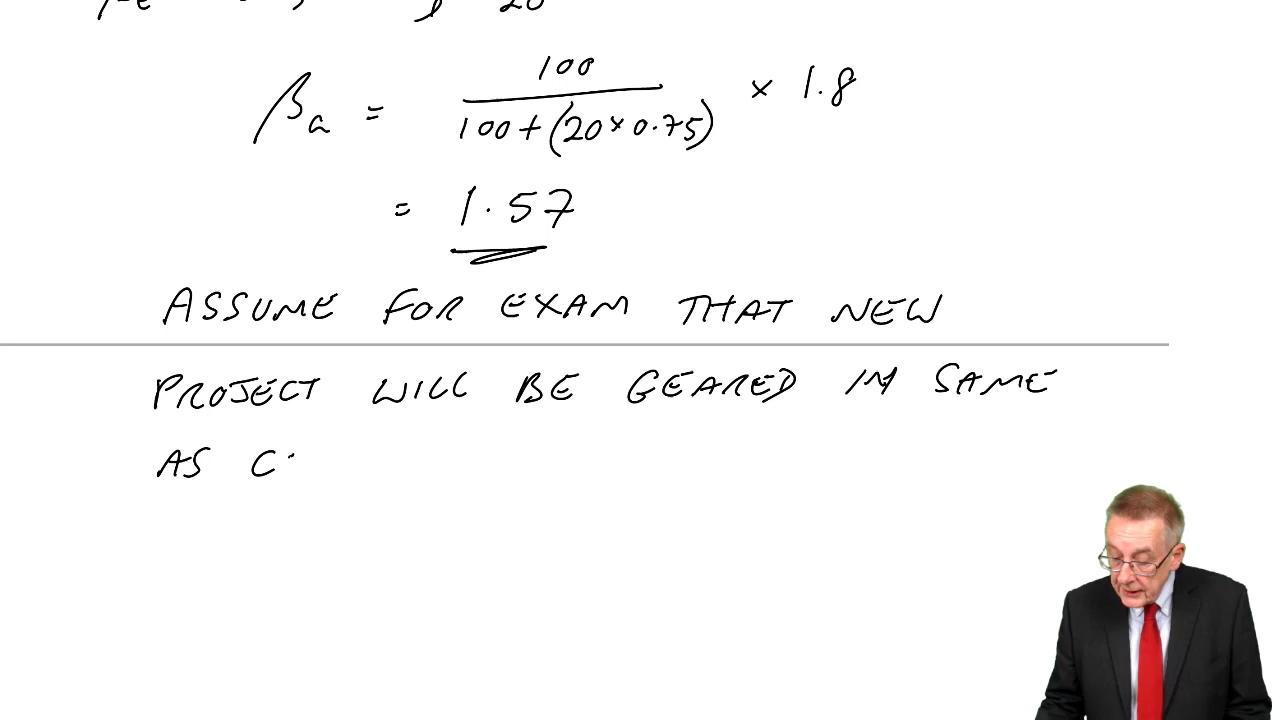 βa = 100 / 100 + (20 × 0.75) × 1.8
= 1.57
ASSUME FOR EXAM THAT NEW
PROJECT WILL BE GEARED IN SAME
AS C